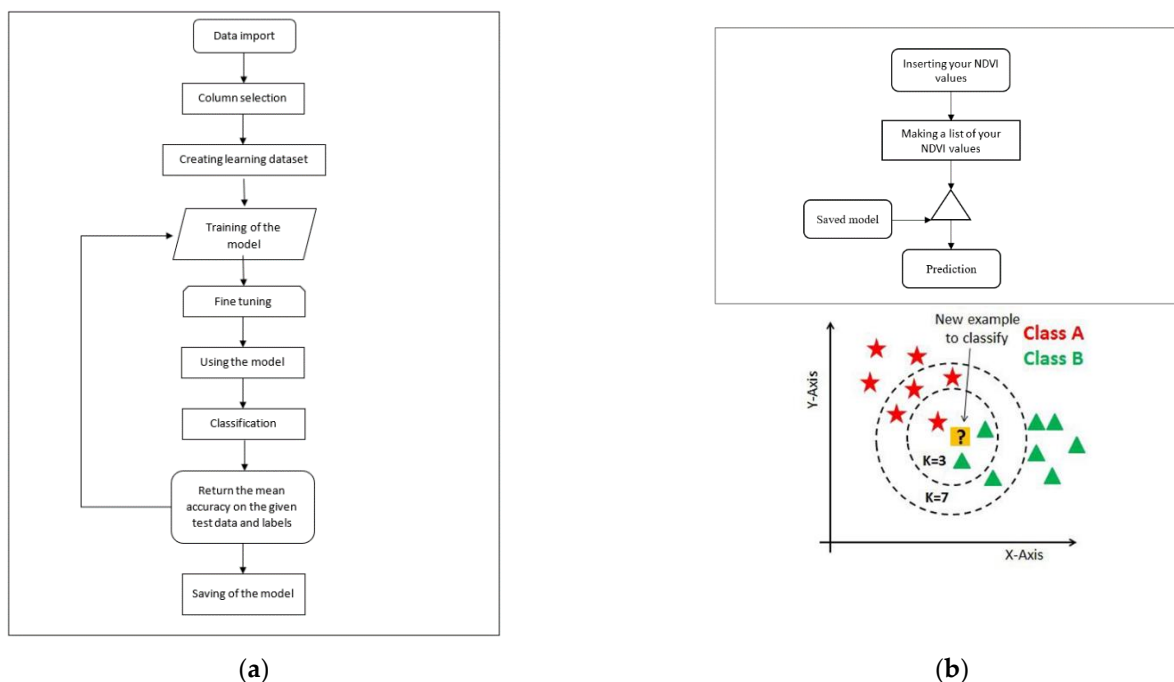 Data import
Column selection
Creating learning dataset
Training of the
model
Fine tuning
Using the model
Classification
Return the mean
accuracy on the given
test data and labels
Saving of the model
(a)
Inserting your NDVI
values
Making a list of your
NDVI values
Saved model
Prediction
New example
to classify
Class A
Class B
Y-Axis
?
K=3
K=7
X-Axis
(b)